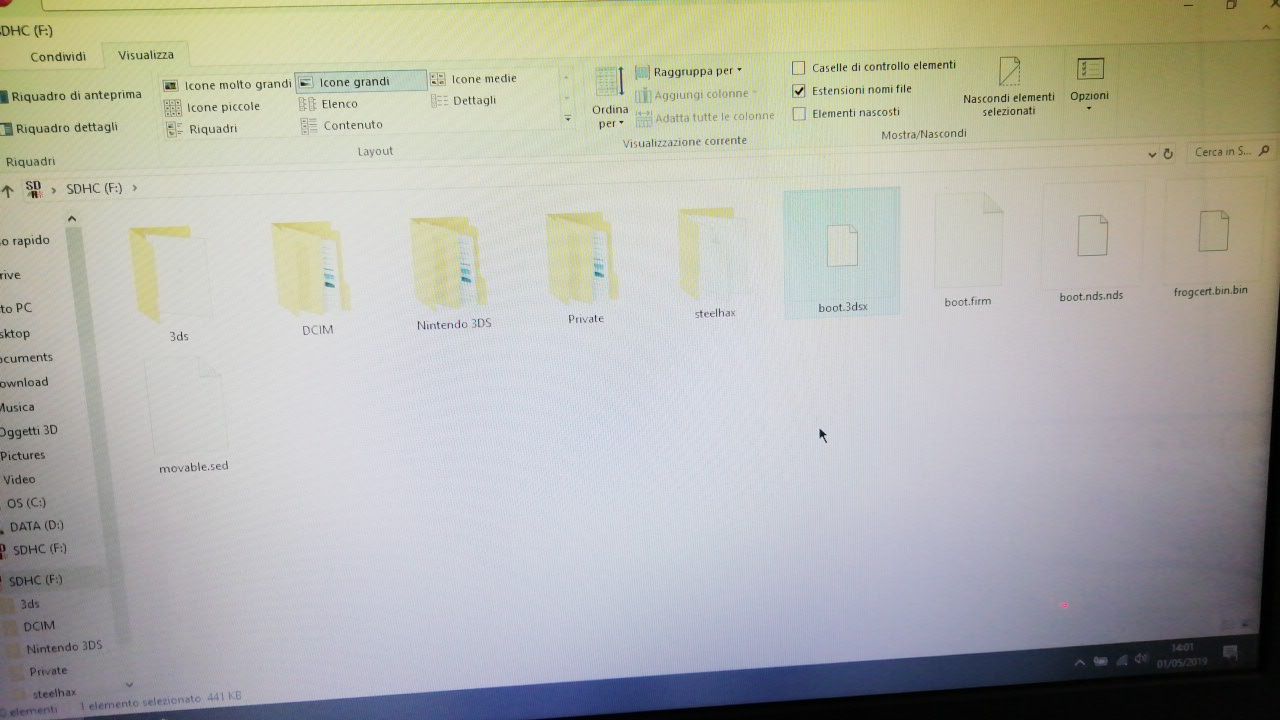 DHC (F:)
Condividi Visualizza
Riquadro di anteprima
Riquadro dettagli
Riquadri
Icone molto grandi Icone grandi Icone medie
Icone piccole Elenco Dettagli
Riquadri Contenuto
Layout
Ordina per
Raggruppa per
Aggiungi colonne
Adatta tutte le colonne
Visualizzazione corrente
Caselle di controllo elementi
Estensioni nomi file
Elementi nascosti
Nascondi elementi
selezionati
Opzioni
Mostra/Nascondi
SD SDHC (F:)
Cerca in S...
o rapido
rive
to PC
sktop
ocuments
ownload
Musica
Oggetti 3D
Pictures
Video
OS (C:)
DATA (D:)
SDHC (F:)
SDHC (F:)
3ds
DCIM
Nintendo 3DS
Private
steelhax
3ds
DCIM
Nintendo 3DS
Private
steelhax
boot.3dsx
boot.firm
boot.nds.nds
frogcert.bin.bin
movable.sed
elementi 1 elemento selezionato 441 KB
14:01
01/05/2019